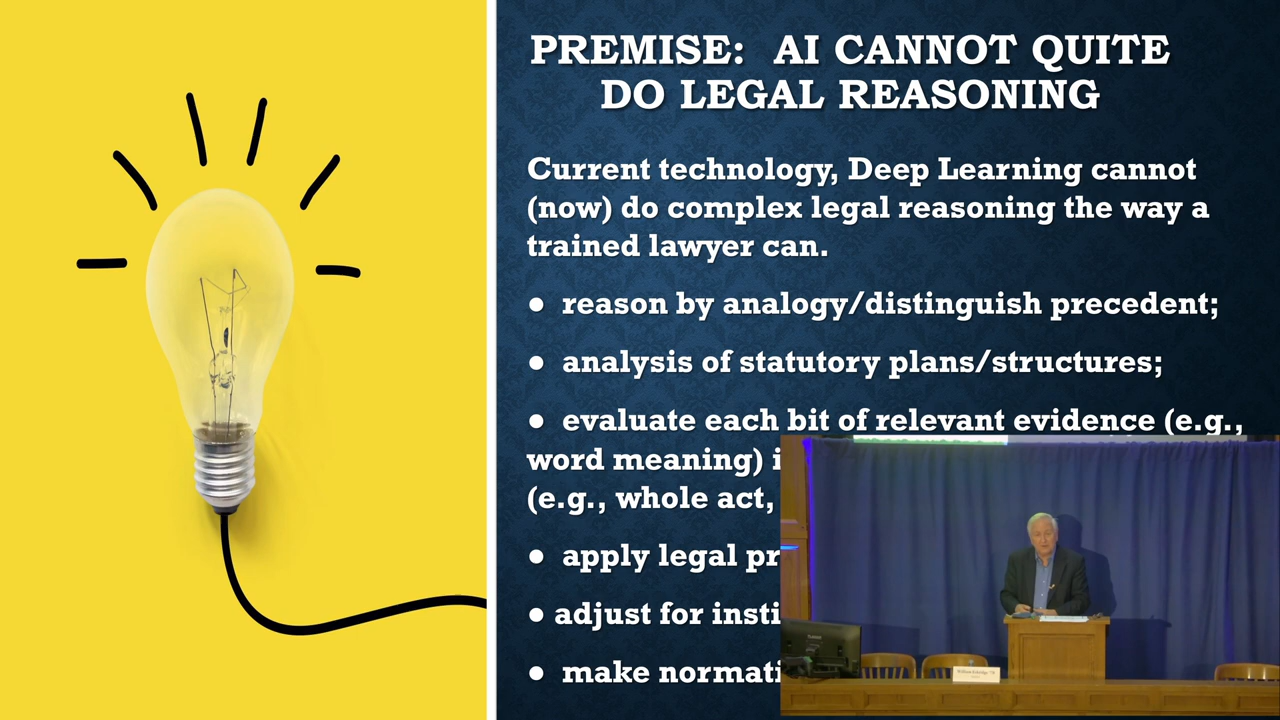 PREMISE: AI CANNOT QUITE
DO LEGAL REASONING
Current technology, Deep Learning cannot
(now) do complex legal reasoning the way a
trained lawyer can.
● reason by analogy/distinguish precedent;
● analysis of statutory plans/structures;
● evaluate each bit of relevant evidence (e.g.,
word meaning) i
(e.g., whole act,
● apply legal pr
● adjust for insti
● make normati